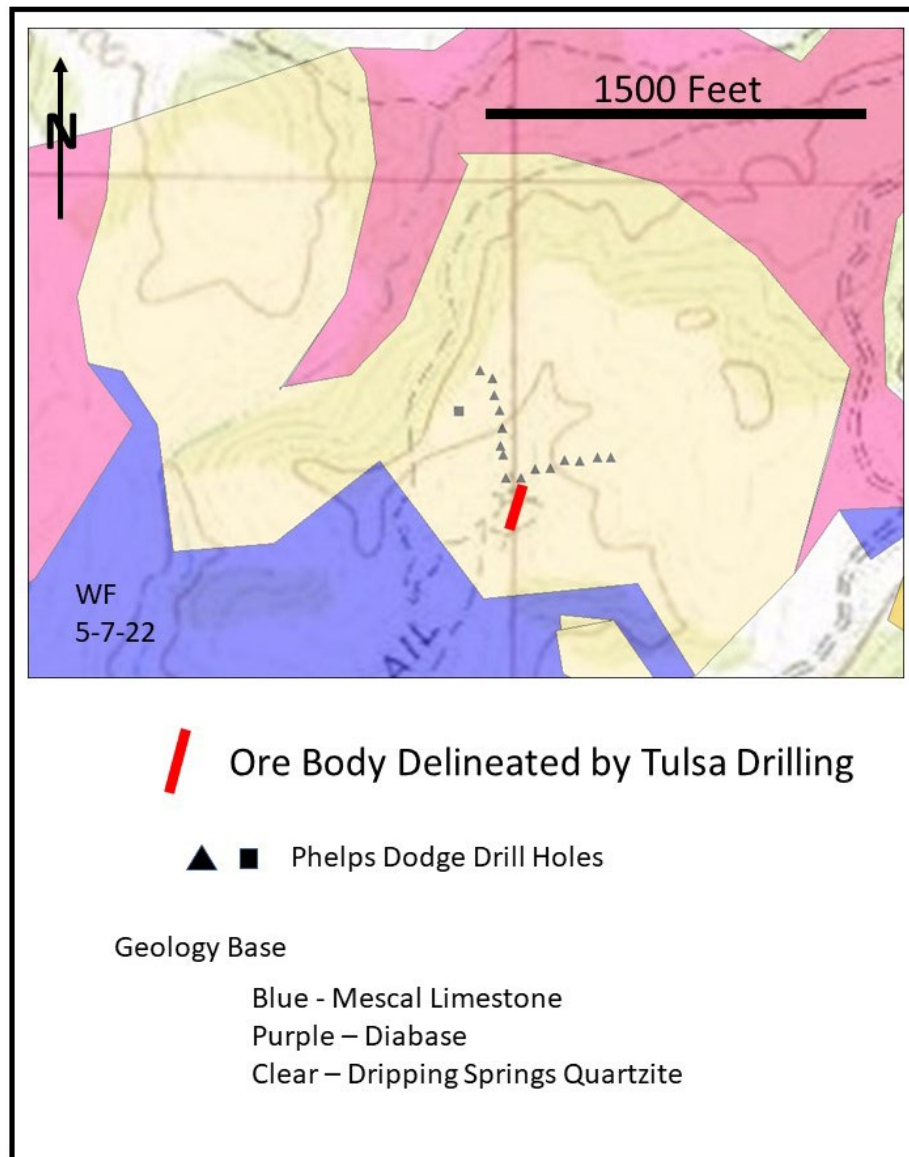 1500 Feet
N
WF
5-7-22
AIL
Ore Body Delineated by Tulsa Drilling
Phelps Dodge Drill Holes
Geology Base
Blue - Mescal Limestone
Purple – Diabase
Clear – Dripping Springs Quartzite